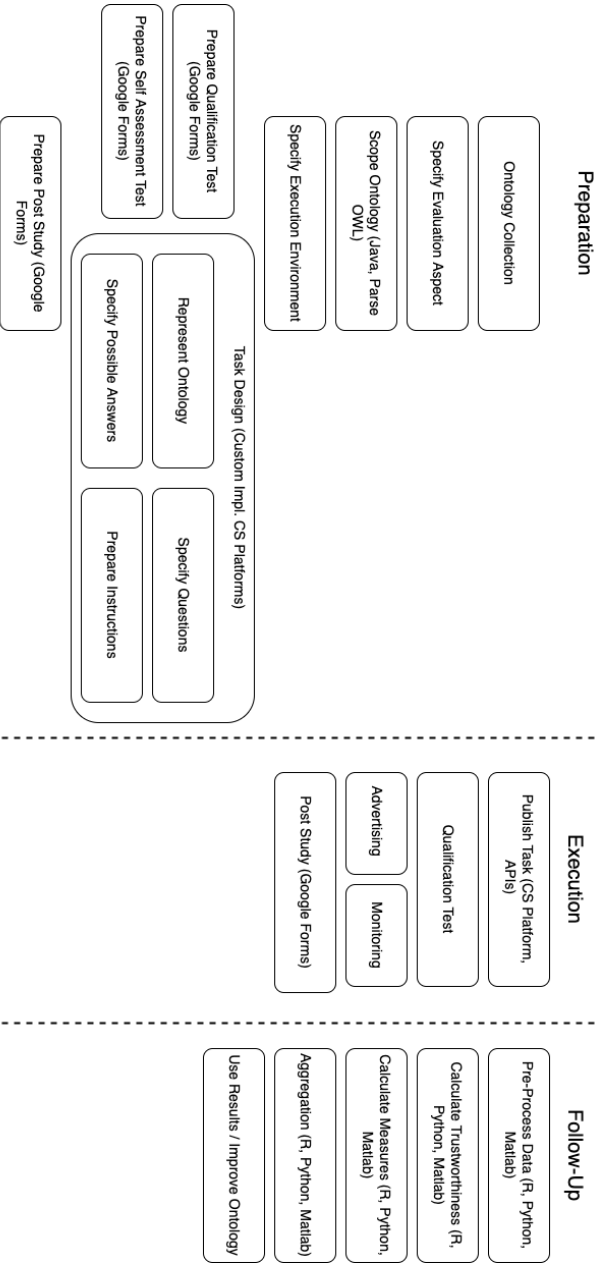 Preparation
Ontology Collection
Specify Evaluation Aspect
Scope Ontology (Java, Parse
OWL)
Specify Execution Environment
Prepare Qualification Test
(Google Forms)
Prepare Self Assessment Test
(Google Forms)
Task Design (Custom Impl. CS Platforms)
Represent Ontology
Specify Questions
Specify Possible Answers
Prepare Instructions
Prepare Post Study (Google
Forms)
Execution
Publish Task (CS Platform,
APIs)
Qualification Test
Advertising
Monitoring
Post Study (Google Forms)
Follow-Up
Pre-Process Data (R, Python,
Matlab)
Calculate Trustworthiness (R,
Python, Matlab)
Calculate Measures (R, Python,
Matlab)
Aggregation (R, Python, Matlab)
Use Results / Improve Ontology